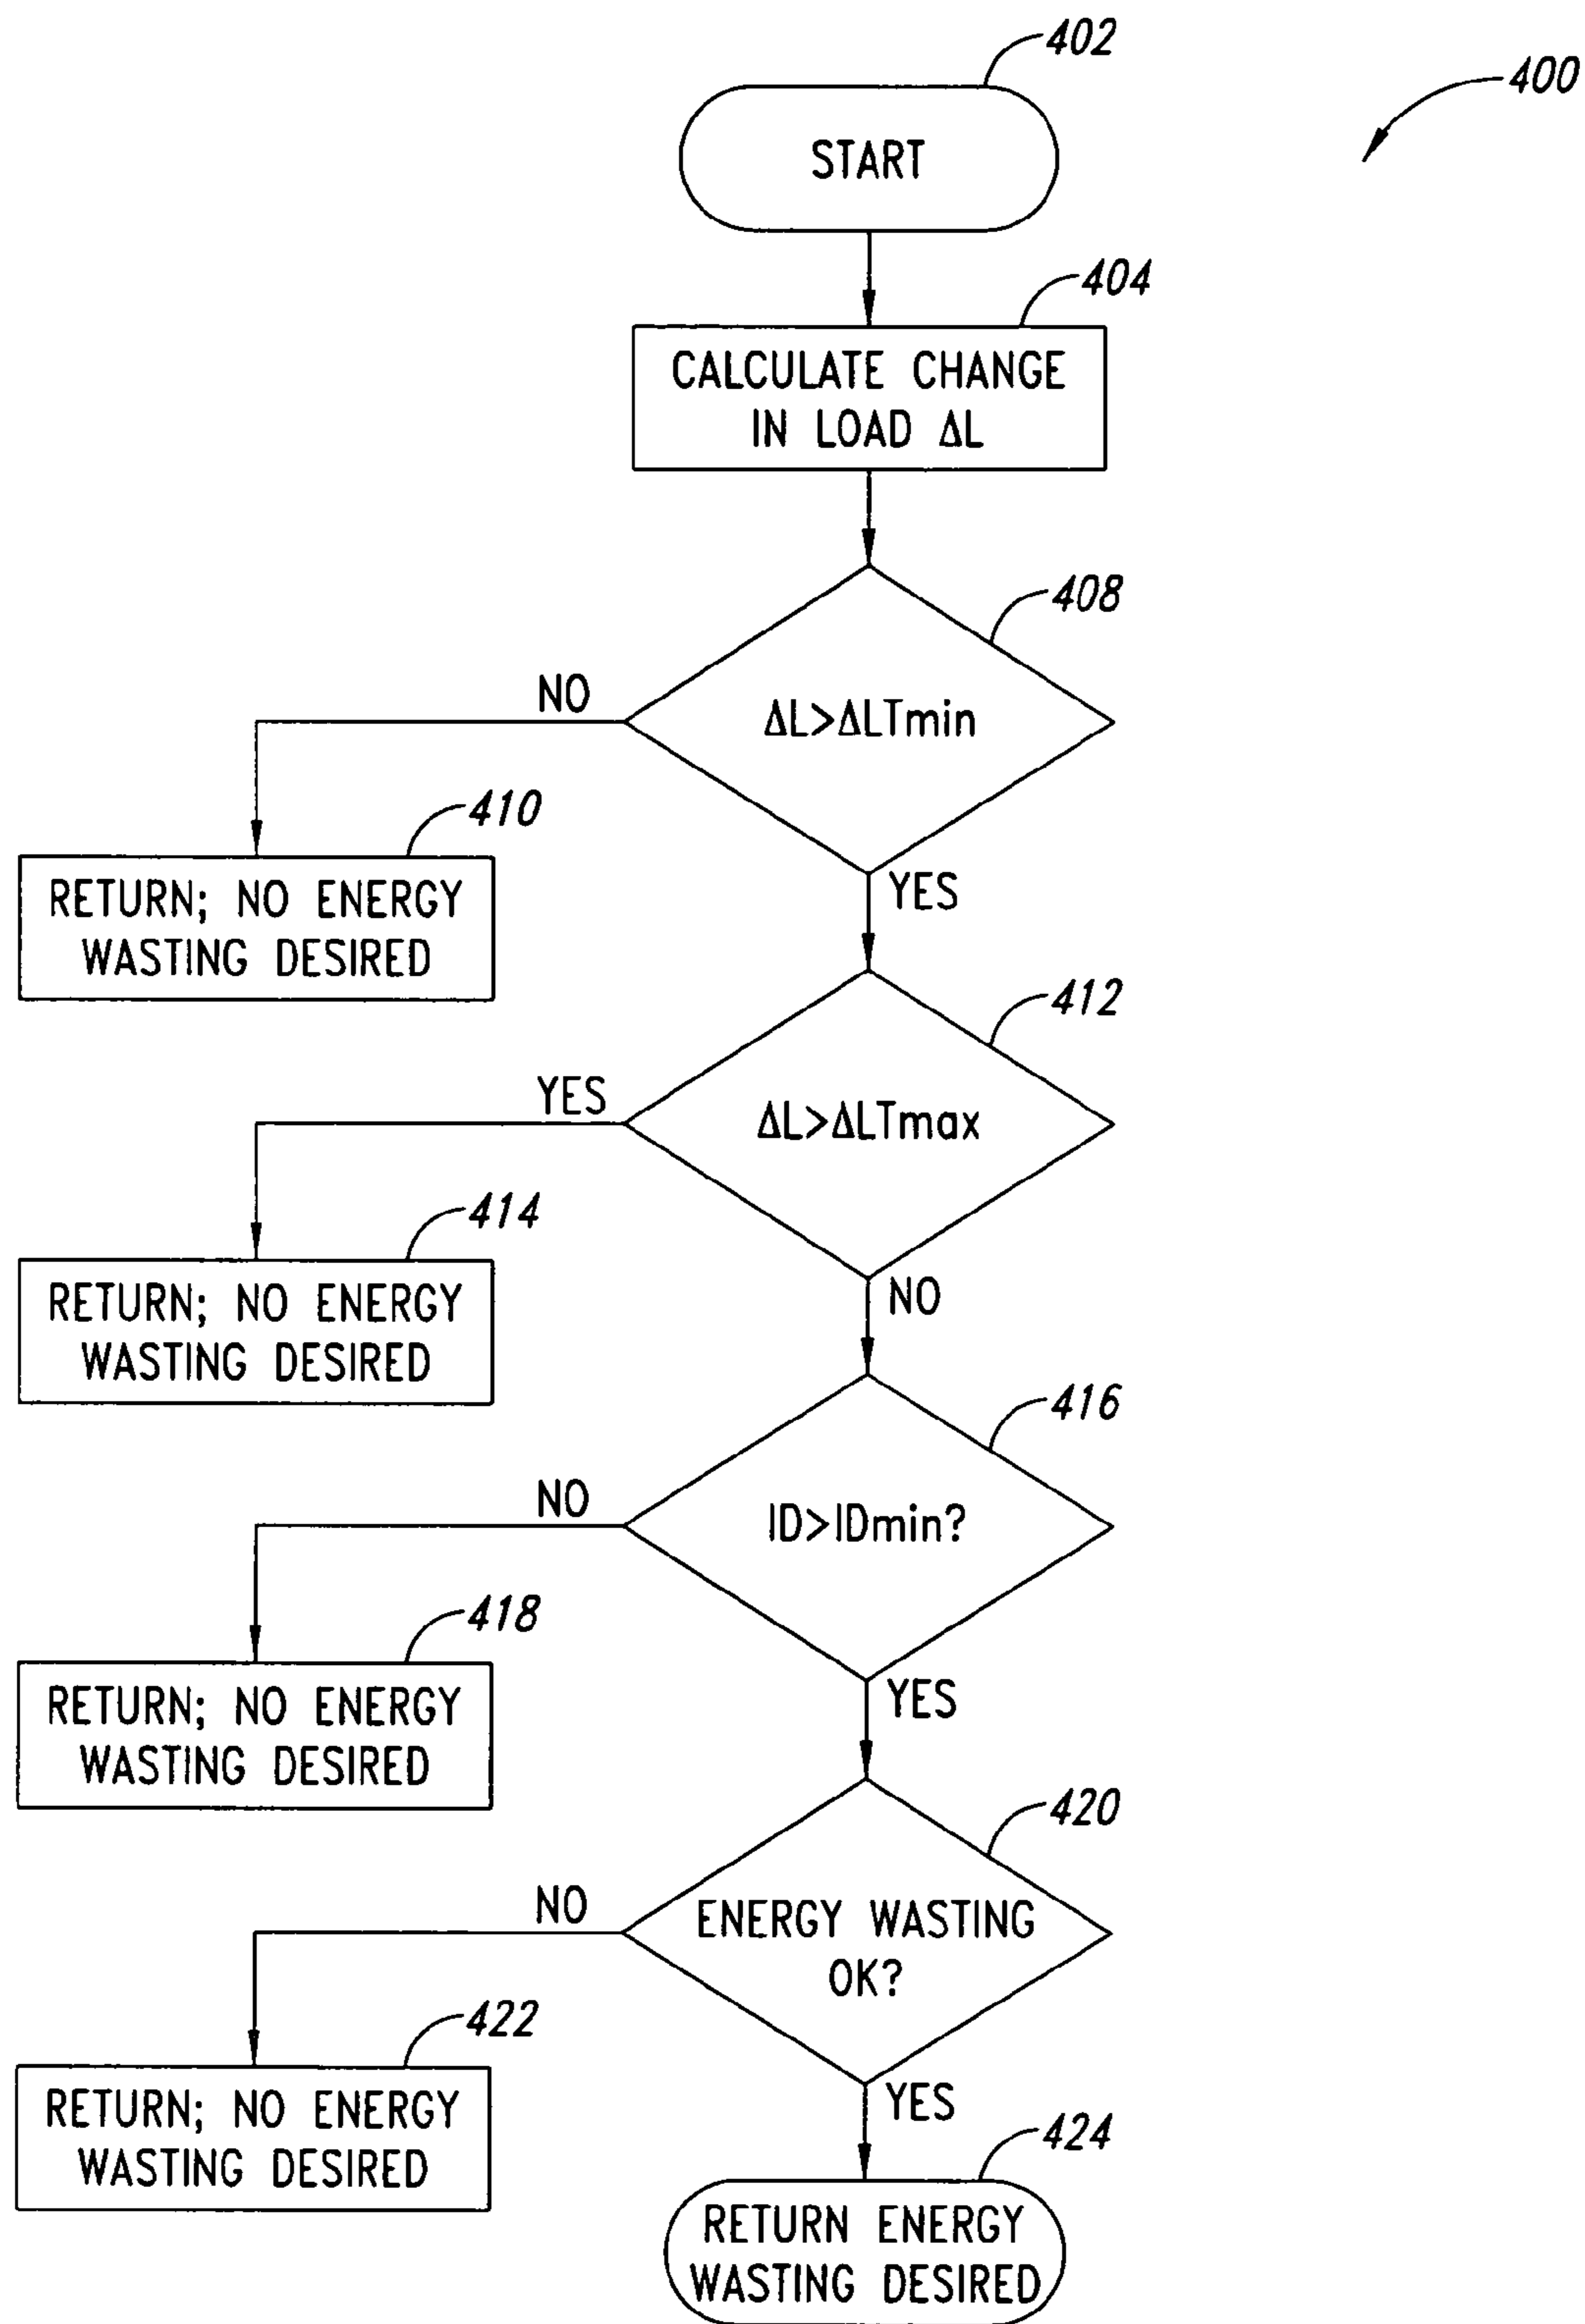 402
400
START
404
CALCULATE CHANGE
IN LOAD ΔL
408
NO
ΔL>ΔLTmin
410
YES
RETURN; NO ENERGY
WASTING DESIRED
412
YES
ΔL>ΔLTmax
414
NO
RETURN; NO ENERGY
WASTING DESIRED
416
NO
ID>IDmin?
418
YES
RETURN; NO ENERGY
WASTING DESIRED
420
NO
ENERGY WASTING
OK?
422
YES
RETURN; NO ENERGY
WASTING DESIRED
424
RETURN ENERGY
WASTING DESIRED